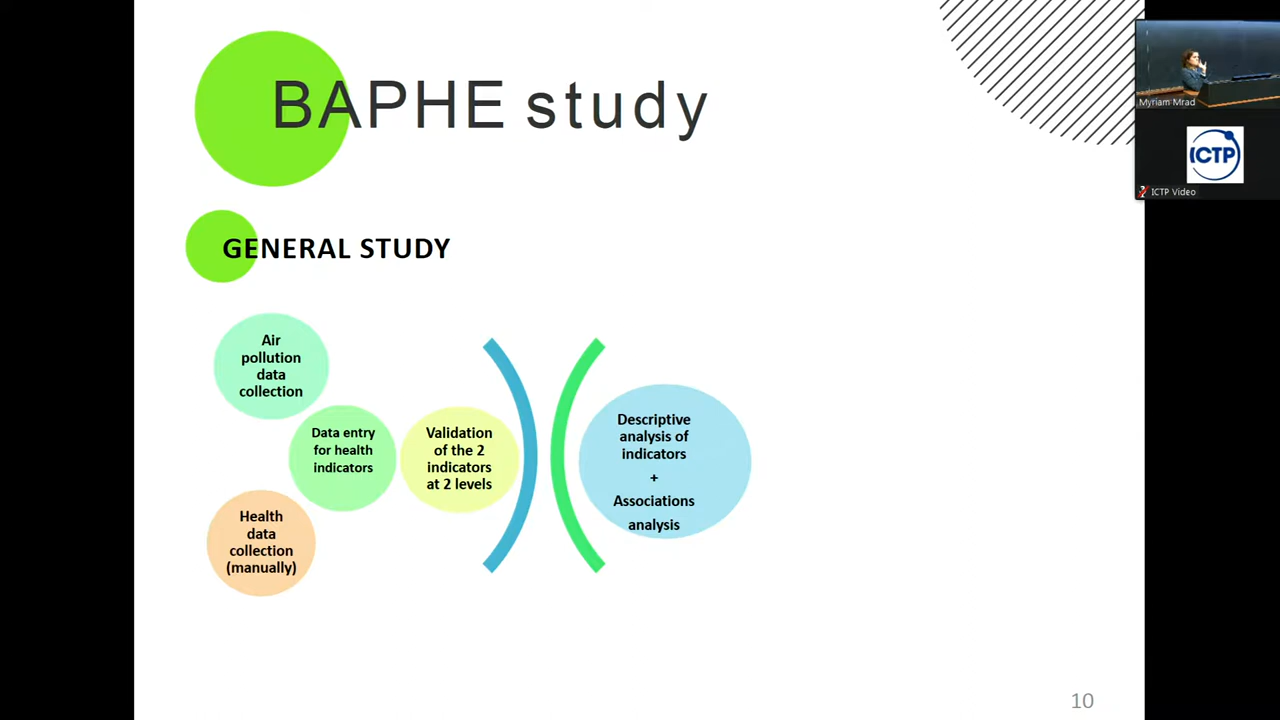 BAPHE study
GENERAL STUDY
Air
pollution
data
collection
Data entry
for health
indicators
Health
data
collection
(manually)
Validation
of the 2
indicators
at 2 levels
Descriptive
analysis of
indicators
+
Associations
analysis
10
Myriam Mrad
ICTP
ICTP Video